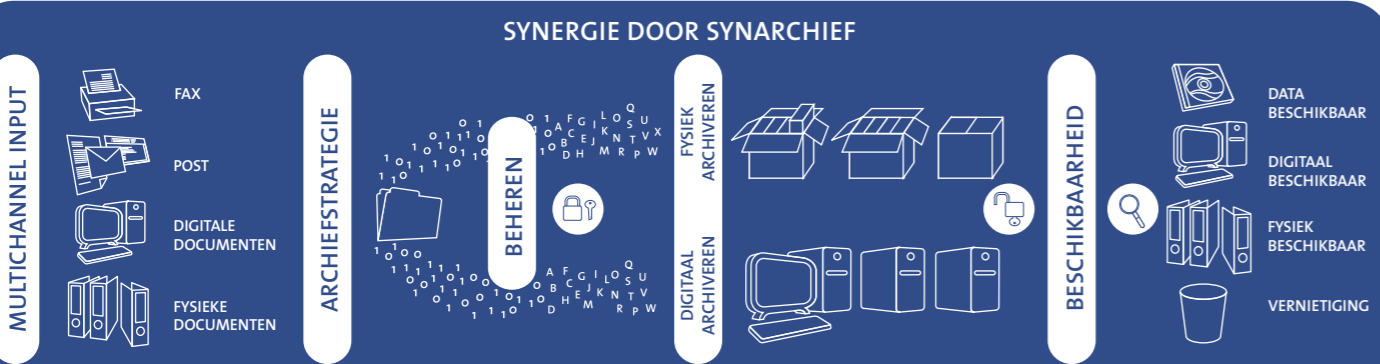 SYNERGIE DOOR SYNARCHIEF
MULTICHANNEL INPUT
FAX
POST
DIGITALE
DOCUMENTEN
FYSIEKE
DOCUMENTEN
ARCHIEFSTRATEGIE
BEHEREN
FYSIEK
ARCHIVEREN
DIGITAAL
ARCHIVEREN
BESCHIKBAARHEID
DATA
BESCHIKBAAR
DIGITAAL
BESCHIKBAAR
FYSIEK
BESCHIKBAAR
VERNIETIGING